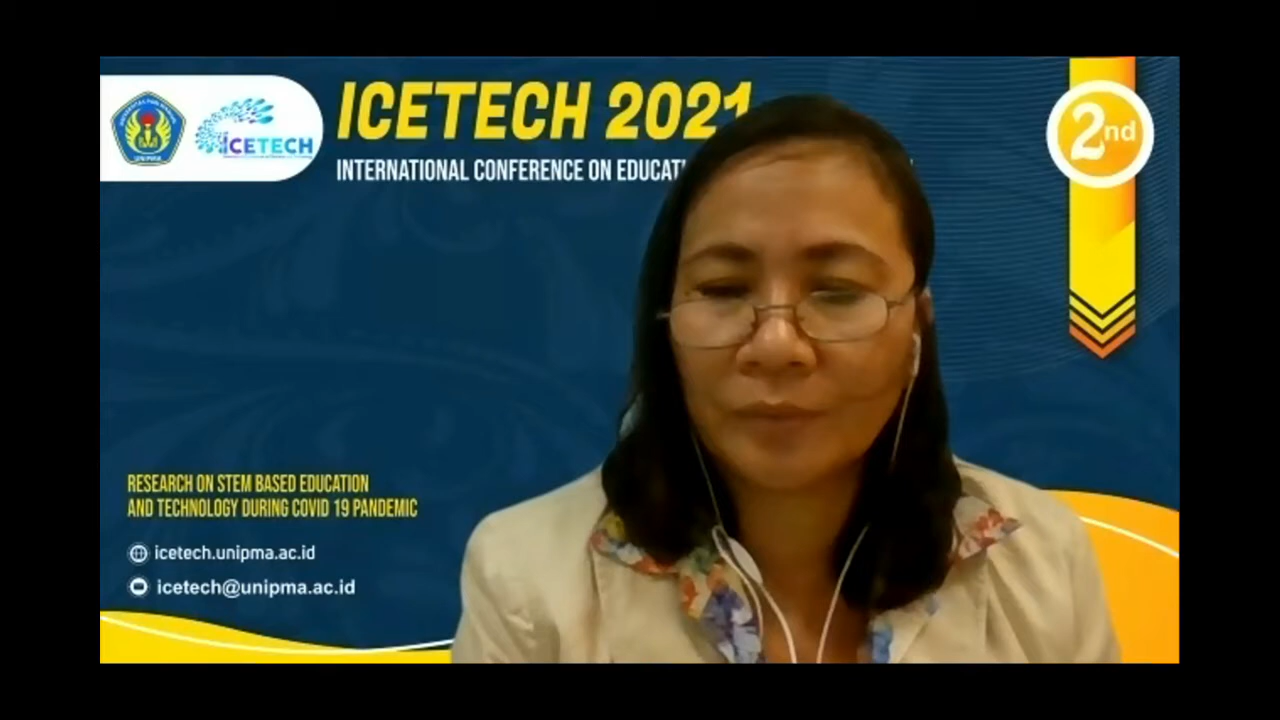 UNIPMA
ICETECH
ICETECH 2021
INTERNATIONAL CONFERENCE ON
2nd
RESEARCH ON STEM BASED EDUCATION
AND TECHNOLOGY DURING COVID 19 PANDEMIC
icetech.unipma.ac.id
icetech@unipma.ac.id